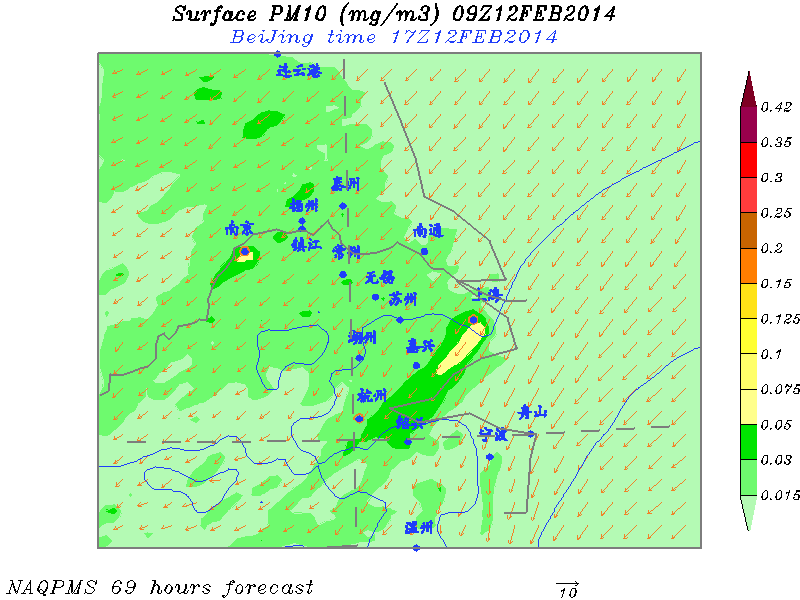 Surface PM10 (mg/m3) 09Z12FEB2014
BeiJing time 17Z12FEB2014
连云港
0.42
0.35
0.3
0.25
0.2
0.15
0.125
0.1
0.075
0.05
0.03
0.015
泰州
扬州
南京
镇江
常州
南通
无锡
苏州
上海
湖州
嘉兴
杭州
绍兴
宁波
舟山
温州
NAQPMS 69 hours forecast
10